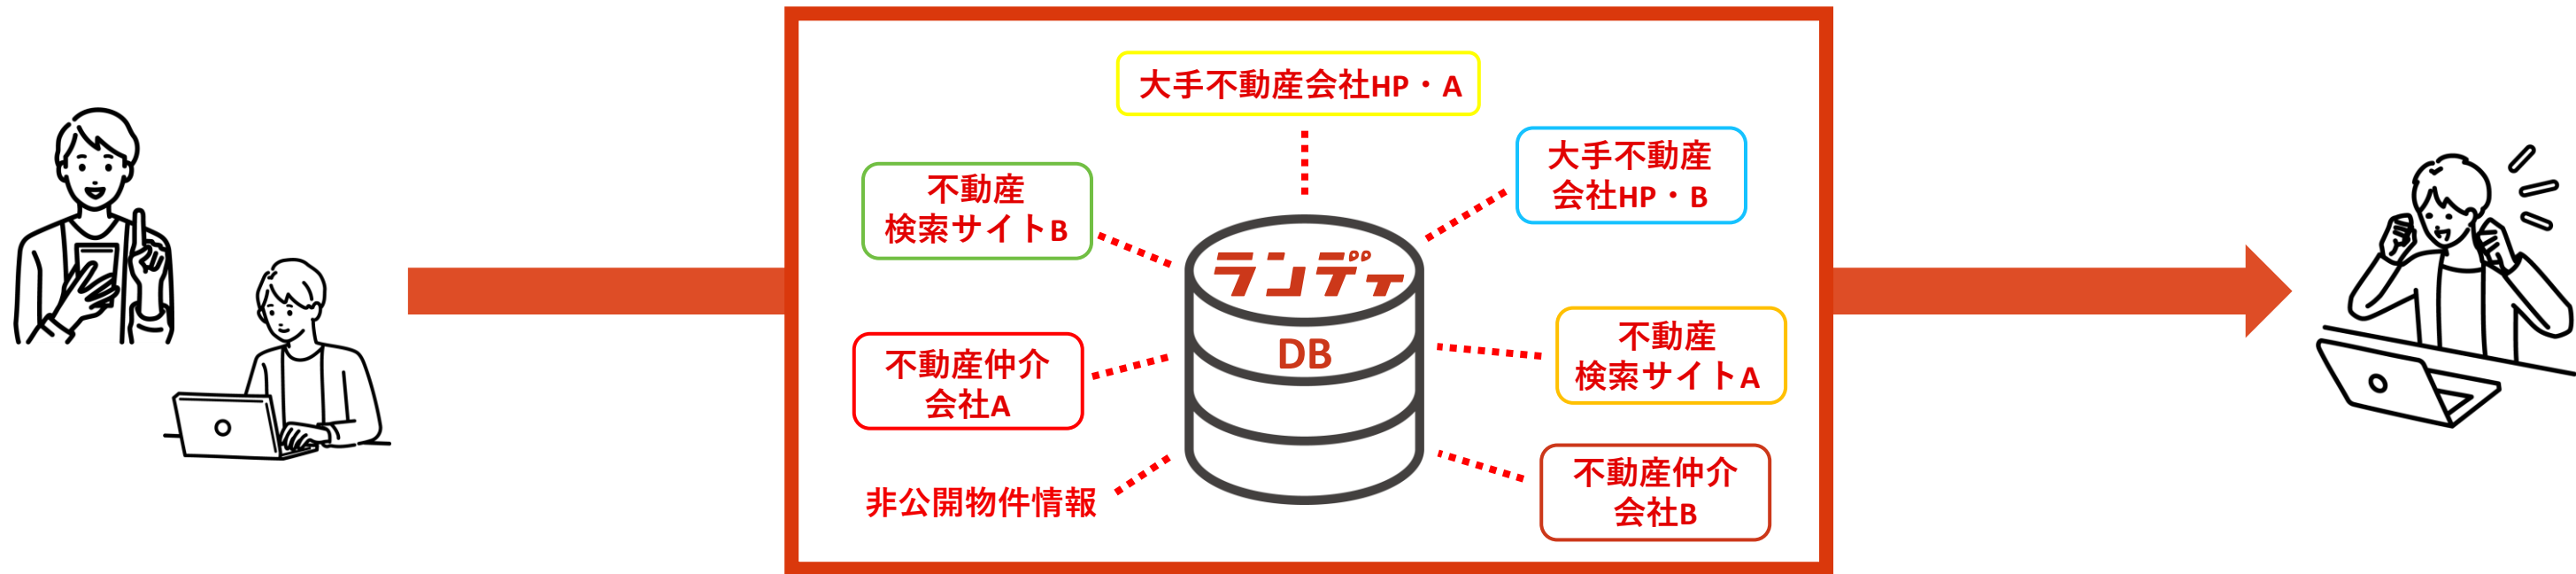 大手不動産会社HP・A
大手不動産
会社HP・B
不動産
検索サイトB
ランディ
DB
不動産
検索サイトA
不動産仲介
会社A
不動産仲介
会社B
非公開物件情報